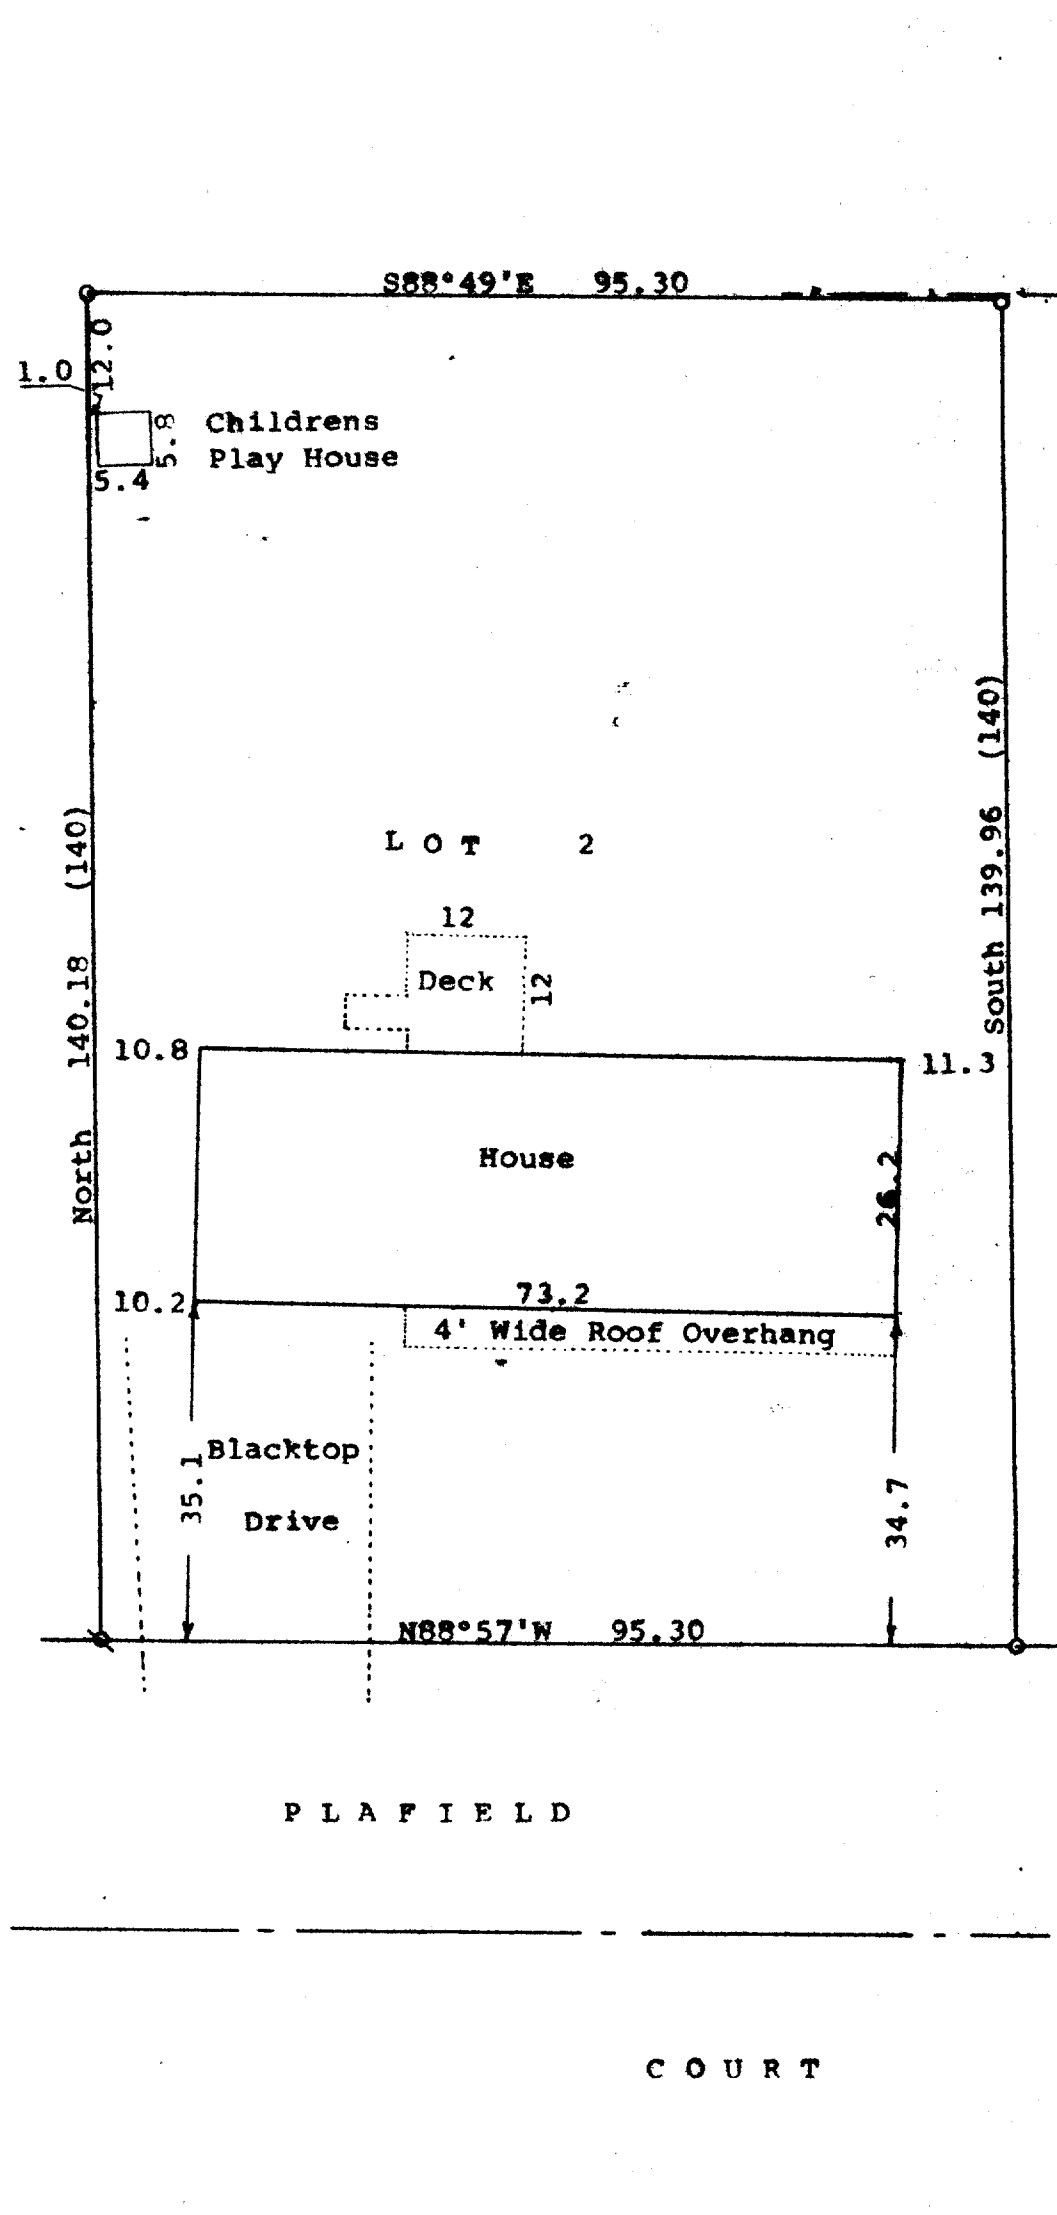 S88°49'E 95.30
12.0
1.0
5.8
Childrens
Play House
5.4
South 139.96 (140)
North 140.18 (140)
LOT 2
12
Deck
12
10.8
11.3
House
26.2
10.2
73.2
4' Wide Roof Overhang
Blacktop
35.1
Drive
34.7
N88°57'W 95.30
PLAFIELD
COURT